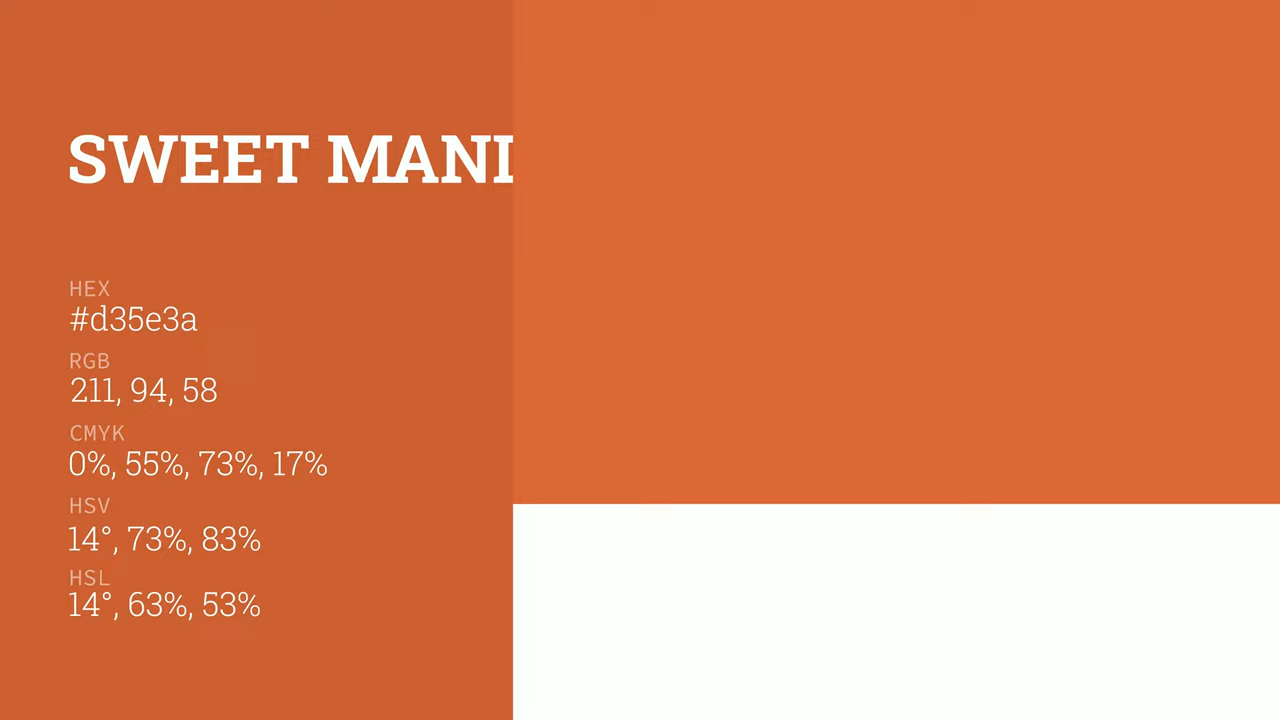 SWEET MANI
HEX
#d35e3a
RGB
211, 94, 58
CMYK
0%, 55%, 73%, 17%
HSV
14°, 73%, 83%
HSL
14°, 63%, 53%